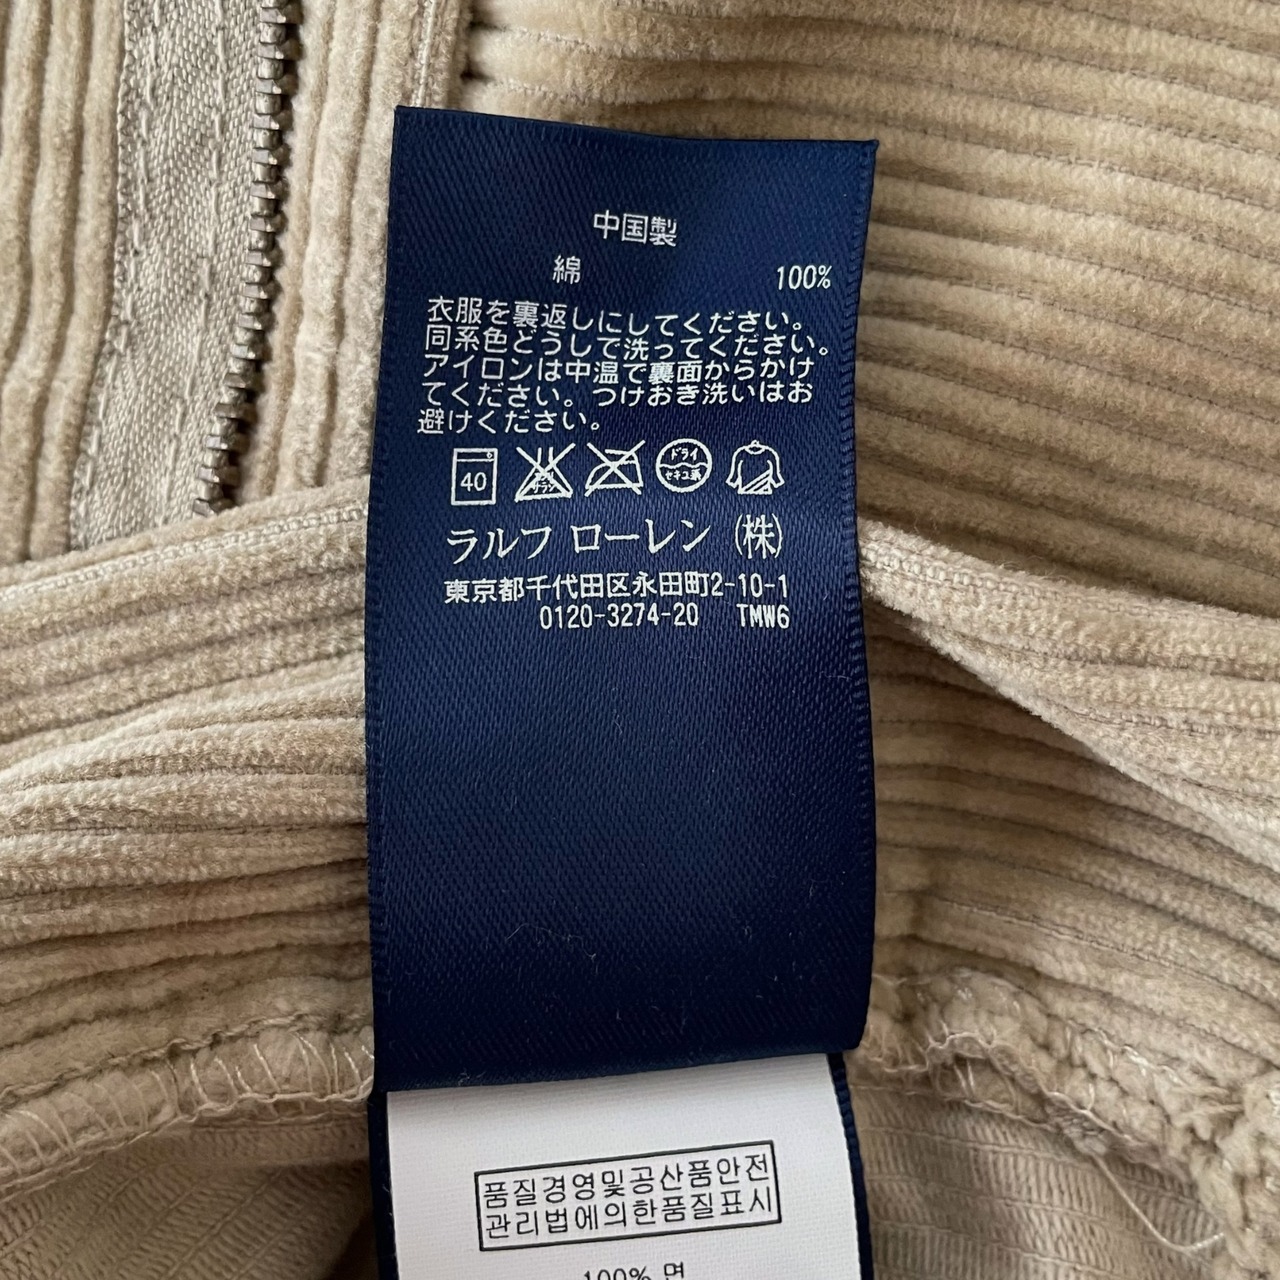 中国製
綿 100%
衣服を裏返しにしてください。
同系色どうしで洗ってください。
アイロンは中温で裏面からかけ
てください。つけおき洗いはお
避けください。
40 ドライ
セキユ系
ラルフ ローレン (株)
東京都千代田区永田町2-10-1
0120-3274-20 TMW6
품질경영및공산품안전
관리법에의한품질표시
100% 면